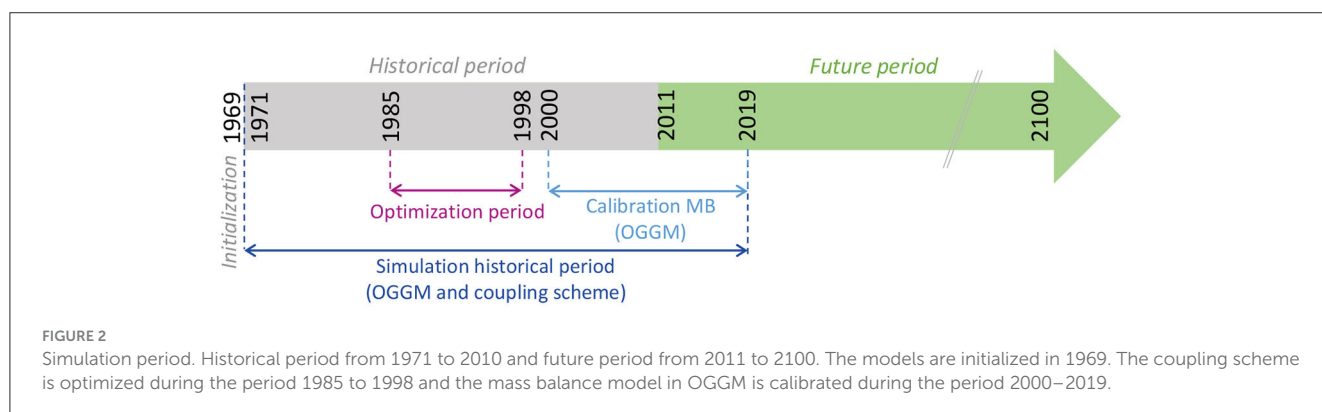 Historical period
Future period
1969
1971
1985
1998
2000
2011
2019
2100
Initialization
Optimization period
Calibration MB
(OGGM)
Simulation historical period
(OGGM and coupling scheme)
FIGURE 2
Simulation period. Historical period from 1971 to 2010 and future period from 2011 to 2100. The models are initialized in 1969. The coupling scheme
is optimized during the period 1985 to 1998 and the mass balance model in OGGM is calibrated during the period 2000–2019.